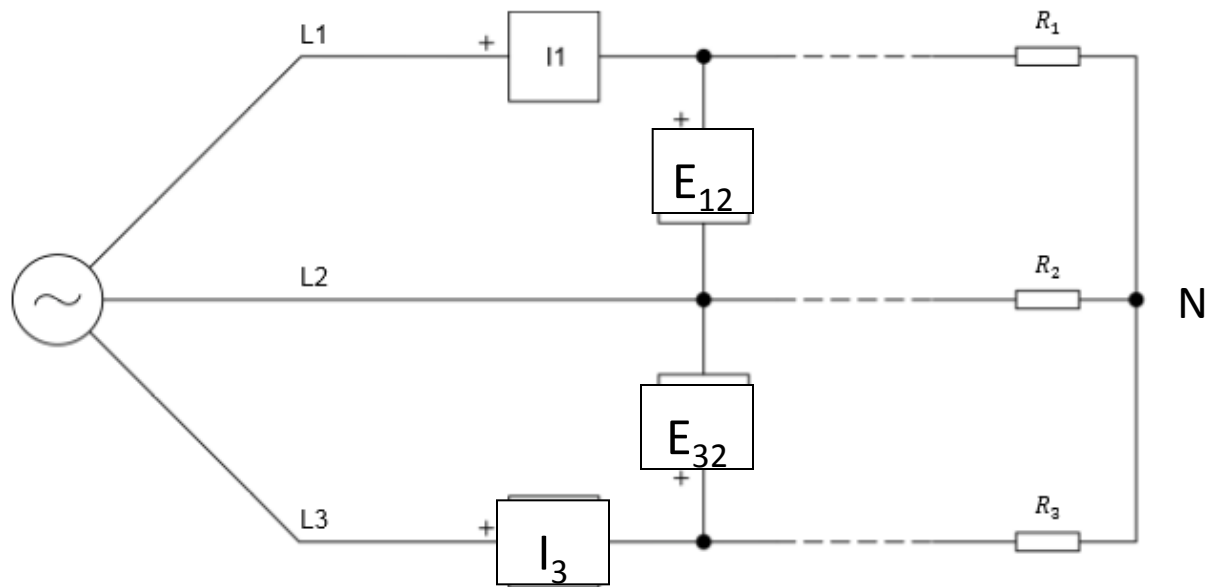 L1
+
I1
R₁
+
E₁₂
L2
R₂
N
E₃₂
+
L3
+
I₃
R₃